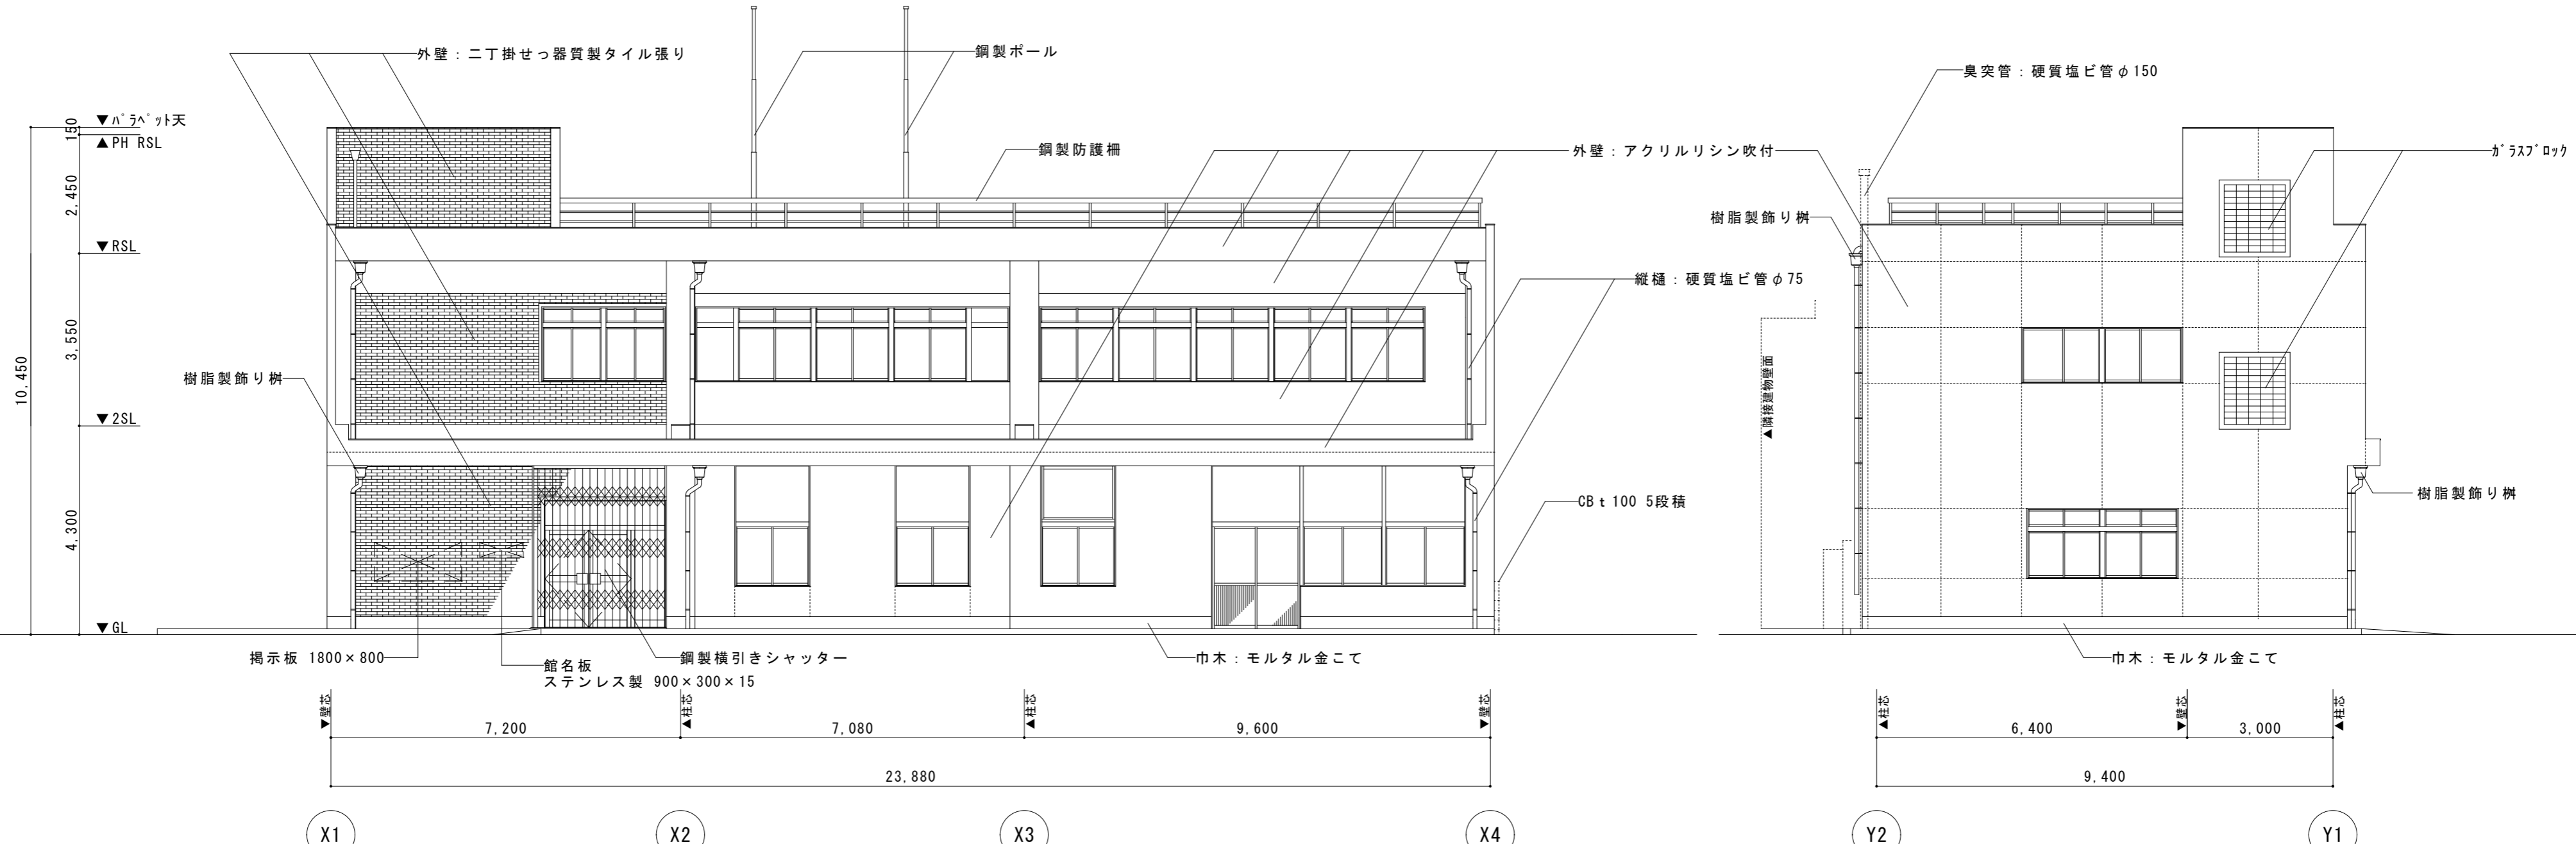 外壁：二丁掛せっ器質製タイル張り
鋼製ポール
臭突管：硬質塩ビ管φ150
▼ﾊﾟﾗﾍﾟｯﾄ天
150
▲PH RSL
鋼製防護柵
外壁：アクリルリシン吹付
ｶﾞﾗｽﾌﾞﾛｯｸ
2,450
樹脂製飾り桝
▼RSL
縦樋：硬質塩ビ管φ75
3,550
10,450
樹脂製飾り桝
▲隣接建物壁面
▼2SL
樹脂製飾り桝
CBｔ100 5段積
4,300
▼GL
掲示板 1800×800
館名板
ステンレス製 900×300×15
鋼製横引きシャッター
巾木：モルタル金こて
巾木：モルタル金こて
▼壁芯
▲柱芯
▲柱芯
▼壁芯
▲柱芯
▼壁芯
▲柱芯
7,200
7,080
9,600
6,400
3,000
23,880
9,400
X1
X2
X3
X4
Y2
Y1